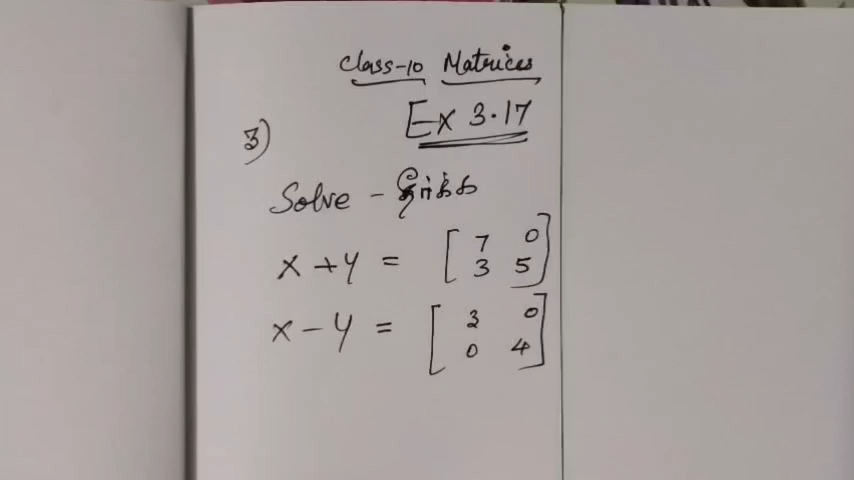 Class-10 Matrices
Ex 3.17
3)
Solve - தீர்க்க
x + y = [ 7 0
3 5 ]
x - y = [ 3 0
0 4 ]